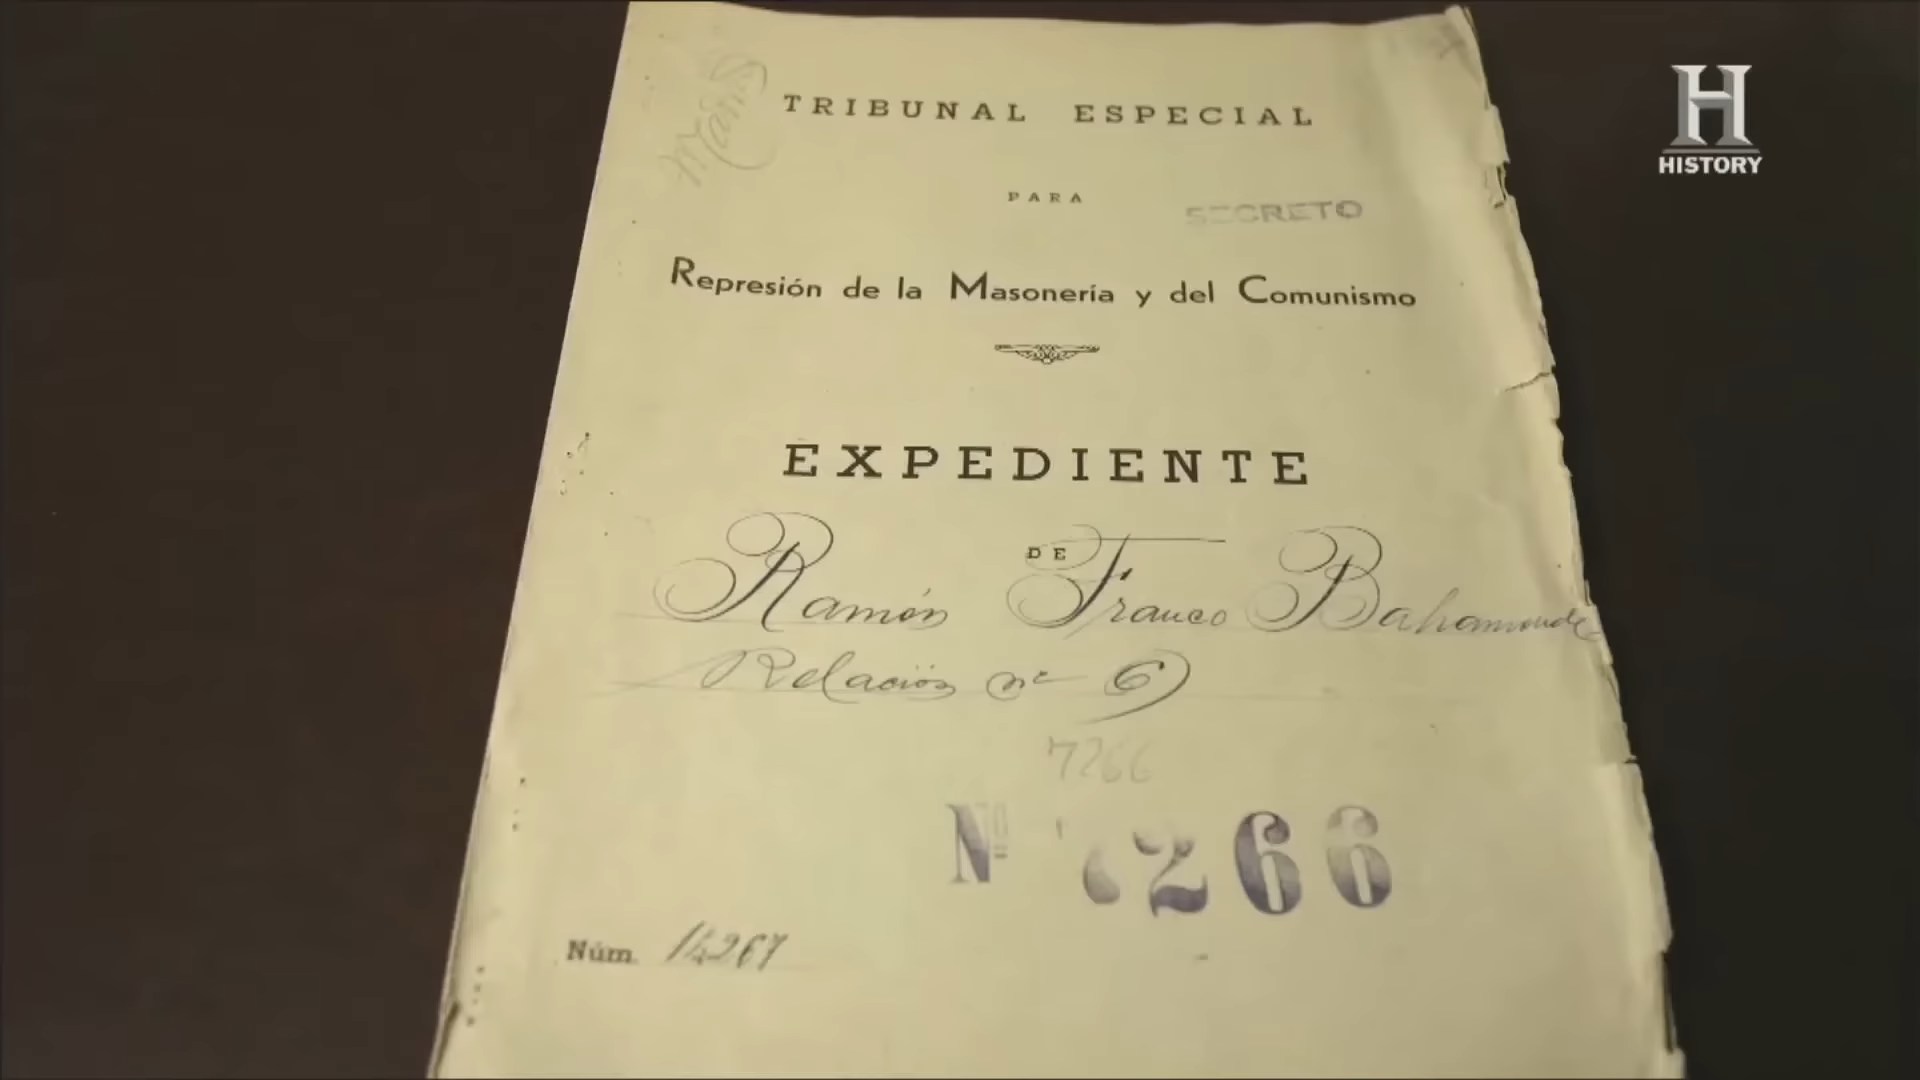 TRIBUNAL ESPECIAL
PARA
SECRETO
Represión de la Masonería y del Comunismo
EXPEDIENTE
DE
Ramón Franco Bahamonde
Relación nº 6
7266
Nº 7266
Núm. 14267
H
HISTORY